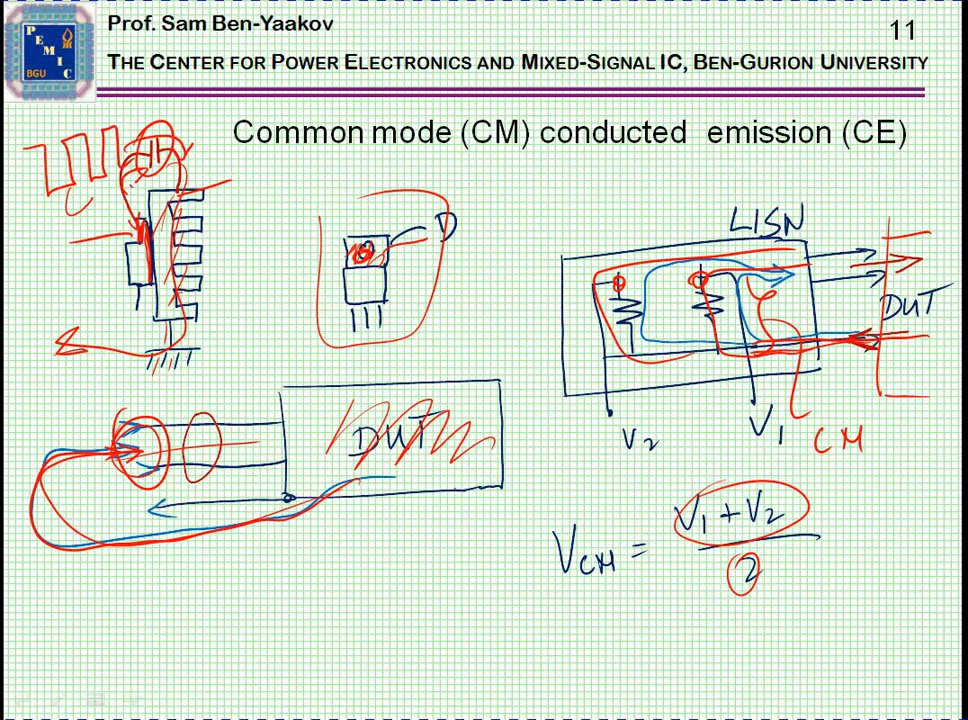 Prof. Sam Ben-Yaakov
11
THE CENTER FOR POWER ELECTRONICS AND MIXED-SIGNAL IC, BEN-GURION UNIVERSITY
P
E
M
I
C
BGU
Common mode (CM) conducted emission (CE)
D
LISN
DUT
V2
V1
CM
DUT
VCM = V1 + V2
2